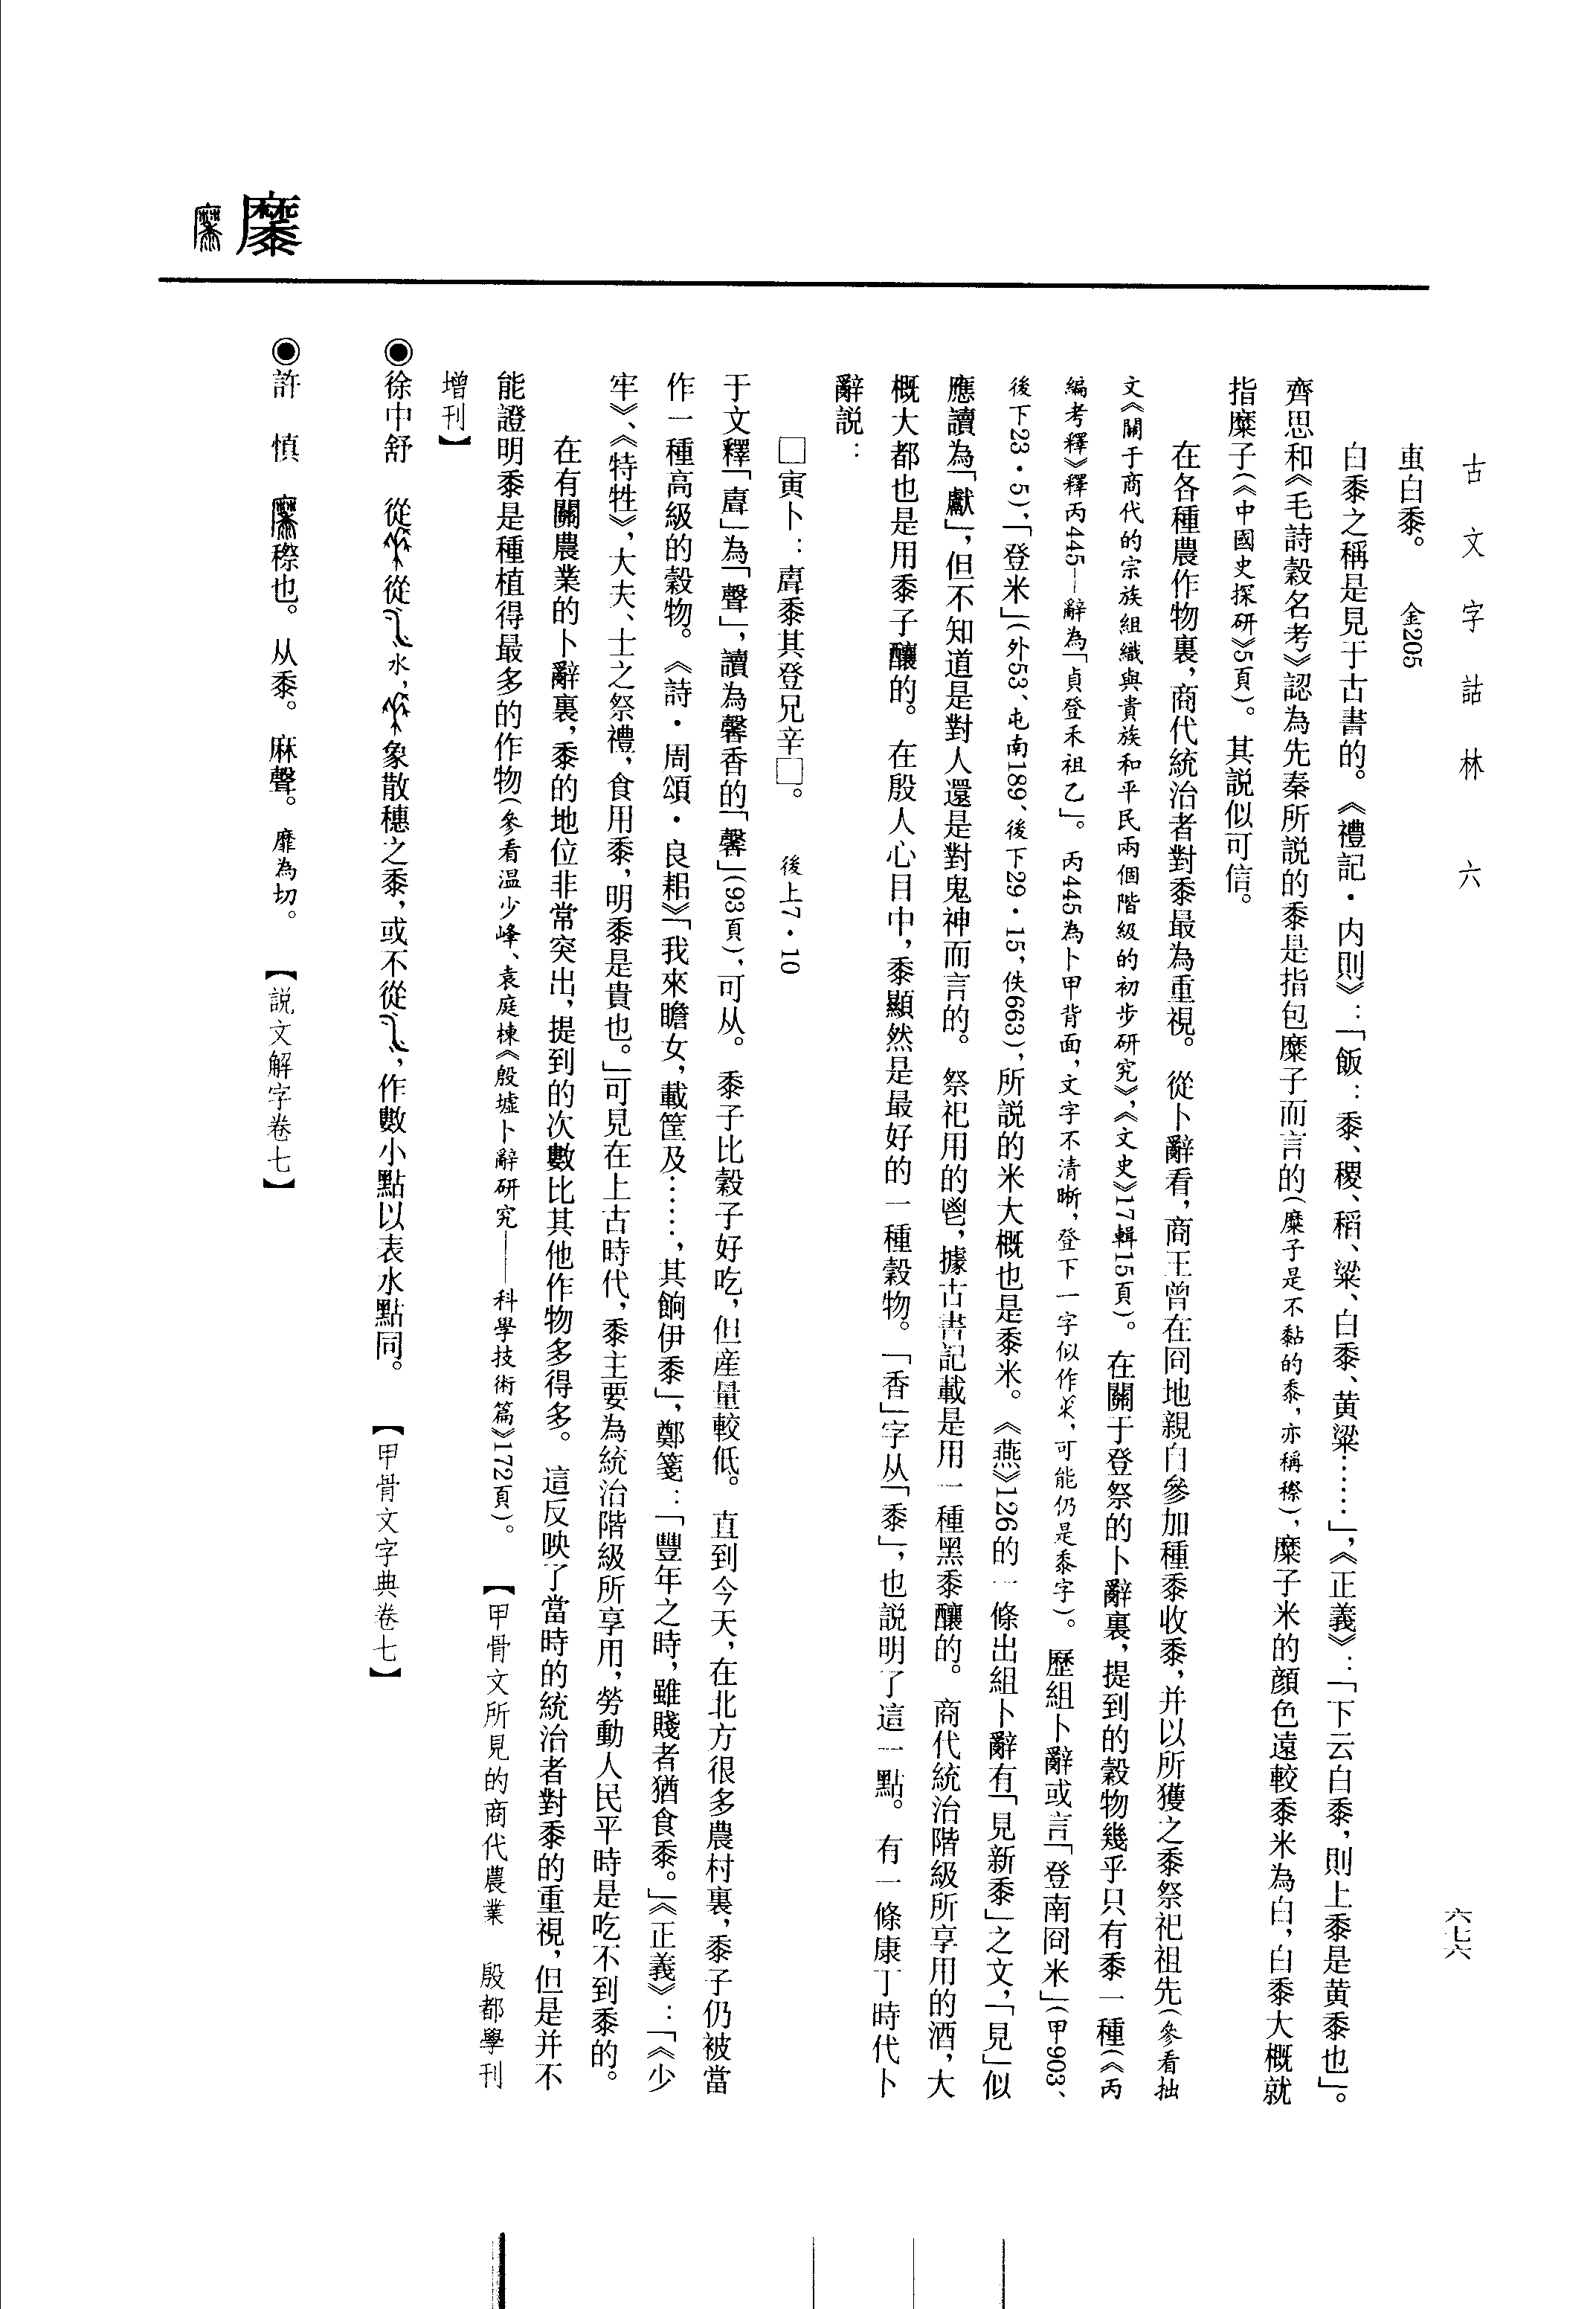 古文字詁林　六
六七六
叀白黍。　　金205
白黍之稱是見于古書的。《禮記·内則》：「飯：黍、稷、稻、粱、白黍、黄粱……」，《正義》：「下云白黍，則上黍是黄黍也」。
齊思和《毛詩穀名考》認為先秦所説的黍是指包糜子而言的（糜子是不黏的黍，亦稱穄），糜子米的顔色遠較黍米為白，白黍大概就
指糜子（《中國史探研》5頁）。其説似可信。
在各種農作物裏，商代統治者對黍最為重視。從卜辭看，商王曾在囧地親自參加種黍收黍，并以所獲之黍祭祀祖先（參看拙
文《關于商代的宗族組織與貴族和平民兩個階級的初步研究》，《文史》17輯15頁）。在關于登祭的卜辭裏，提到的穀物幾乎只有黍一種（《丙
編考釋》釋丙445一辭為「貞登禾祖乙」。丙445為卜甲背面，文字不清晰，登下一字似作，可能仍是黍字）。歷組卜辭或言「登南囧米」（甲903、
後下23·5），「登米」（外53、屯南189、後下29·15，佚663），所説的米大概也是黍米。《燕》126的一條出組卜辭有「見新黍」之文，「見」似
應讀為「獻」，但不知道是對人還是對鬼神而言的。祭祀用的鬯，據古書記載是用一種黑黍釀的。商代統治階級所享用的酒，大
概大都也是用黍子釀的。在殷人心目中，黍顯然是最好的一種穀物。「香」字从「黍」，也説明了這一點。有一條康丁時代卜
辭説：
□寅卜：𣪊黍其登兄辛□。　　後上7·10
于文釋「」為「聲」，讀為馨香的「馨」（93頁），可从。黍子比穀子好吃，但産量較低。直到今天，在北方很多農村裏，黍子仍被當
作一種高級的穀物。《詩·周頌·良耜》「我來瞻女，載筐及……，其餉伊黍」，鄭箋：「豐年之時，雖賤者猶食黍。」《正義》：「《少
牢》、《特牲》，大夫、士之祭禮，食用黍，明黍是貴也。」可見在上古時代，黍主要為統治階級所享用，勞動人民平時是吃不到黍的。
在有關農業的卜辭裏，黍的地位非常突出，提到的次數比其他作物多得多。這反映了當時的統治者對黍的重視，但是并不
能證明黍是種植得最多的作物（參看温少峰、袁庭棟《殷墟卜辭研究——科學技術篇》172頁）。　　【甲骨文所見的商代農業　殷都學刊
增刊】
◉徐中舒　從從水，象散穗之黍，或不從，作數小點以表水點同。　　【甲骨文字典卷七】
䵇
◉許　慎　穄也。从黍。麻聲。靡為切。　　【説文解字卷七】